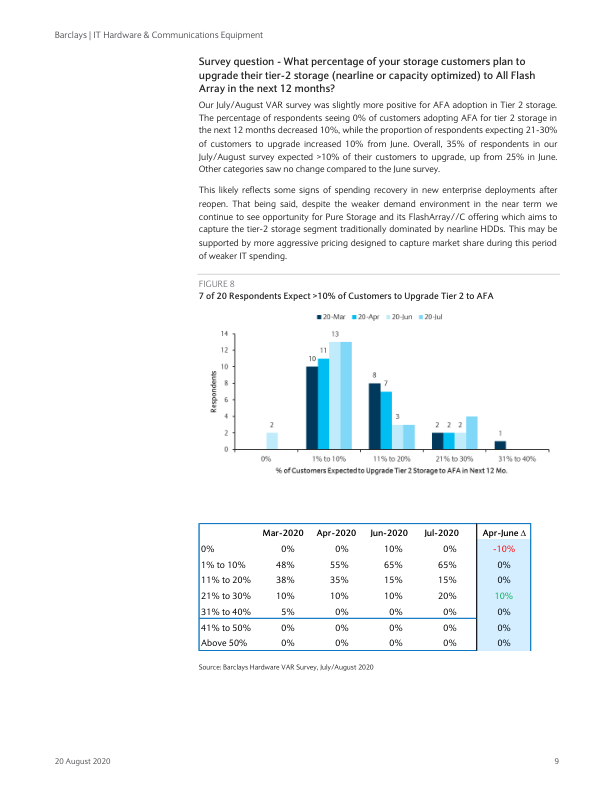 Barclays | IT Hardware & Communications Equipment
Survey question - What percentage of your storage customers plan to
upgrade their tier-2 storage (nearline or capacity optimized) to All Flash
Array in the next 12 months?
Our July/August VAR survey was slightly more positive for AFA adoption in Tier 2 storage.
The percentage of respondents seeing 0% of customers adopting AFA for tier 2 storage in
the next 12 months decreased 10%, while the proportion of respondents expecting 21-30%
of customers to upgrade increased 10% from June. Overall, 35% of respondents in our
July/August survey expected >10% of their customers to upgrade, up from 25% in June.
Other categories saw no change compared to the June survey.
This likely reflects some signs of spending recovery in new enterprise deployments after
reopen. That being said, despite the weaker demand environment in the near term we
continue to see opportunity for Pure Storage and its FlashArray//C offering which aims to
capture the tier-2 storage segment traditionally dominated by nearline HDDs. This may be
supported by more aggressive pricing designed to capture market share during this period
of weaker IT spending.
FIGURE 8
7 of 20 Respondents Expect >10% of Customers to Upgrade Tier 2 to AFA
20-Mar 20-Apr 20-Jun 20-Jul
14
12
10
8
6
4
2
0
Respondents
2
10 11 13
8 7 3
2 2 2
1
0% 1% to 10% 11% to 20% 21% to 30% 31% to 40%
% of Customers Expected to Upgrade Tier 2 Storage to AFA in Next 12 Mo.
Mar-2020 Apr-2020 Jun-2020 Jul-2020 Apr-June Δ
0% 0% 0% 10% 0% -10%
1% to 10% 48% 55% 65% 65% 0%
11% to 20% 38% 35% 15% 15% 0%
21% to 30% 10% 10% 10% 20% 10%
31% to 40% 5% 0% 0% 0% 0%
41% to 50% 0% 0% 0% 0% 0%
Above 50% 0% 0% 0% 0% 0%
Source: Barclays Hardware VAR Survey, July/August 2020
20 August 2020 9